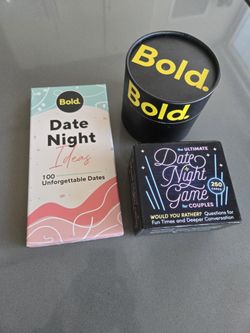 Bold.
Bold.
Bold.
Date
Night
Ideas
100
Unforgettable Dates
the ULTIMATE
Date
Night
Game
for COUPLES
250
WOULD YOU RATHER? Questions for
Fun Times and Deeper Conversation